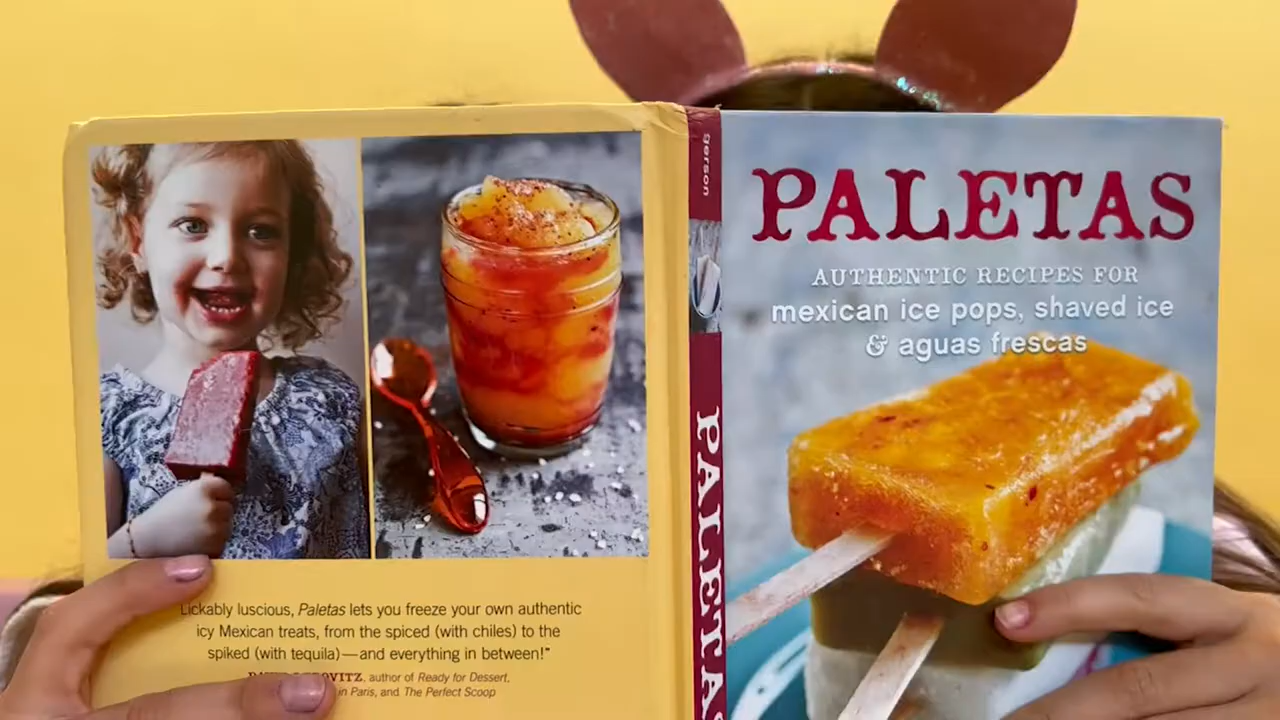 Lickably luscious, Paletas lets you freeze your own authentic
icy Mexican treats, from the spiced (with chiles) to the
spiked (with tequila)—and everything in between!"
LEBOVITZ, author of Ready for Dessert,
in Paris, and The Perfect Scoop
gerson
PALETAS
PALETAS
AUTHENTIC RECIPES FOR
mexican ice pops, shaved ice
& aguas frescas